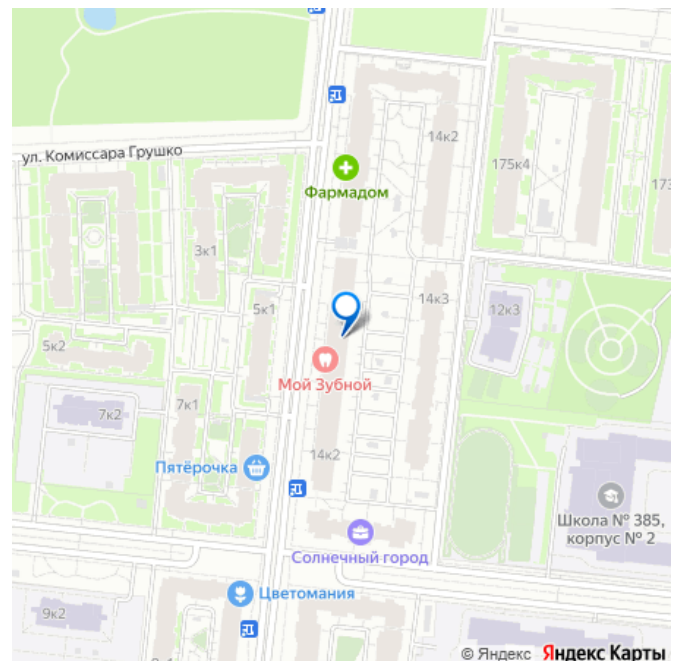 14к2
ул. Комиссара Грушко
175к4
173
Фармадом
3к1
14к3
5к1
12к3
5к2
Мой Зубной
7к2
7к1
14к2
Пятёрочка
Школа № 385,
корпус № 2
Солнечный город
Цветомания
9к2
© Яндекс Яндекс Карты